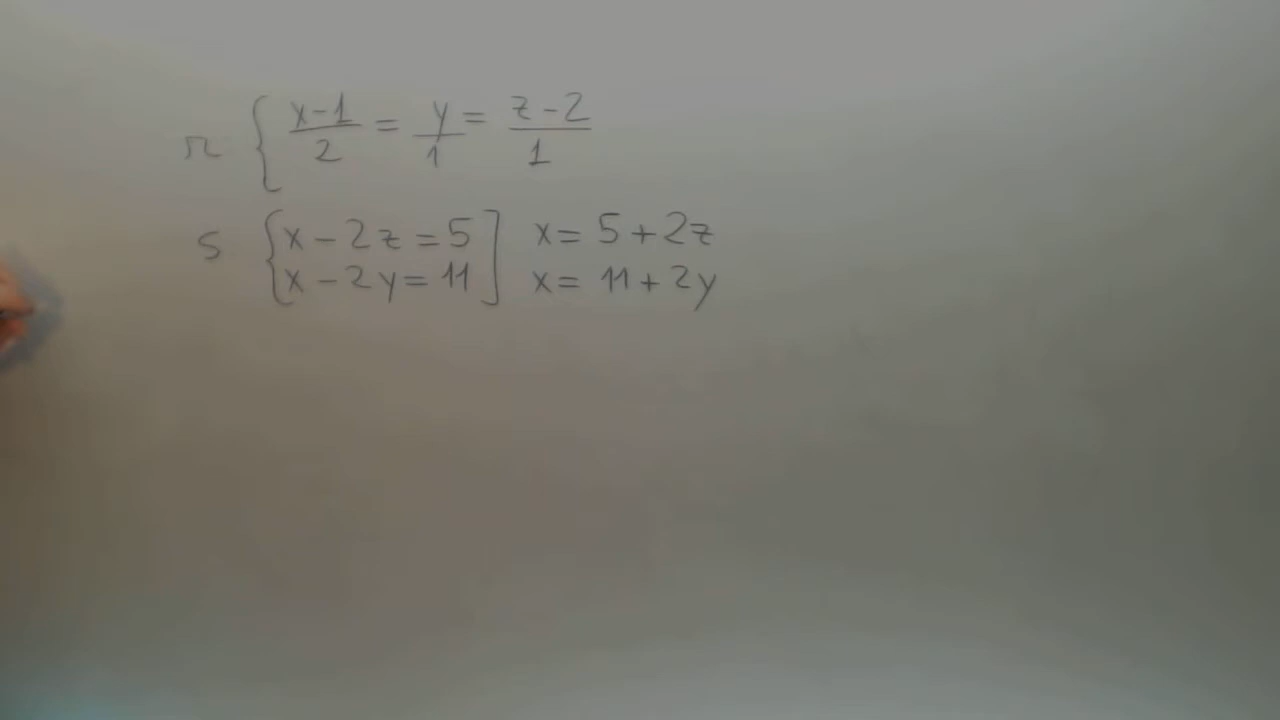 r { x-1/2 = y/1 = z-2/1
s { x - 2z = 5 ] x = 5 + 2z
{ x - 2y = 11 ] x = 11 + 2y